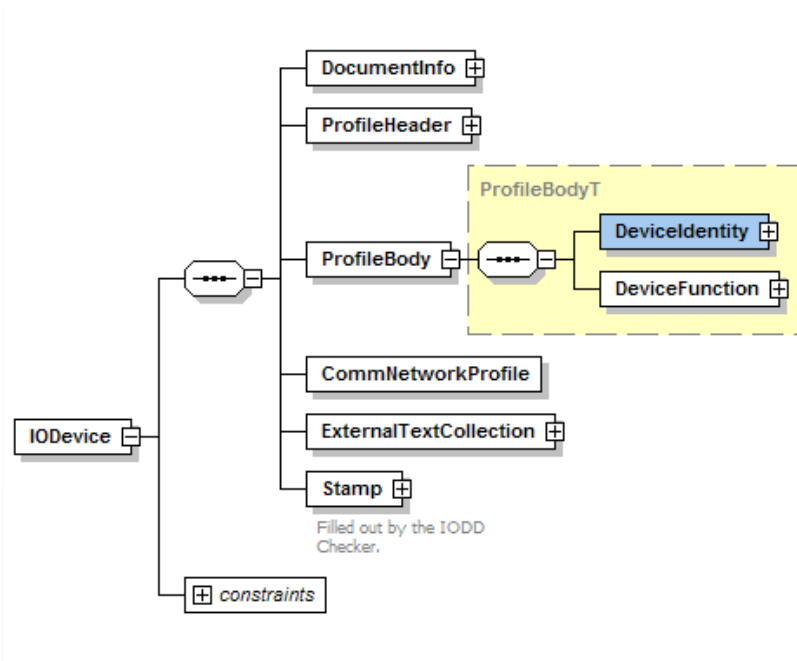 DocumentInfo
ProfileHeader
ProfileBodyT
DeviceIdentity
ProfileBody
DeviceFunction
CommNetworkProfile
IODevice
ExternalTextCollection
Stamp
Filled out by the IODD
Checker.
constraints